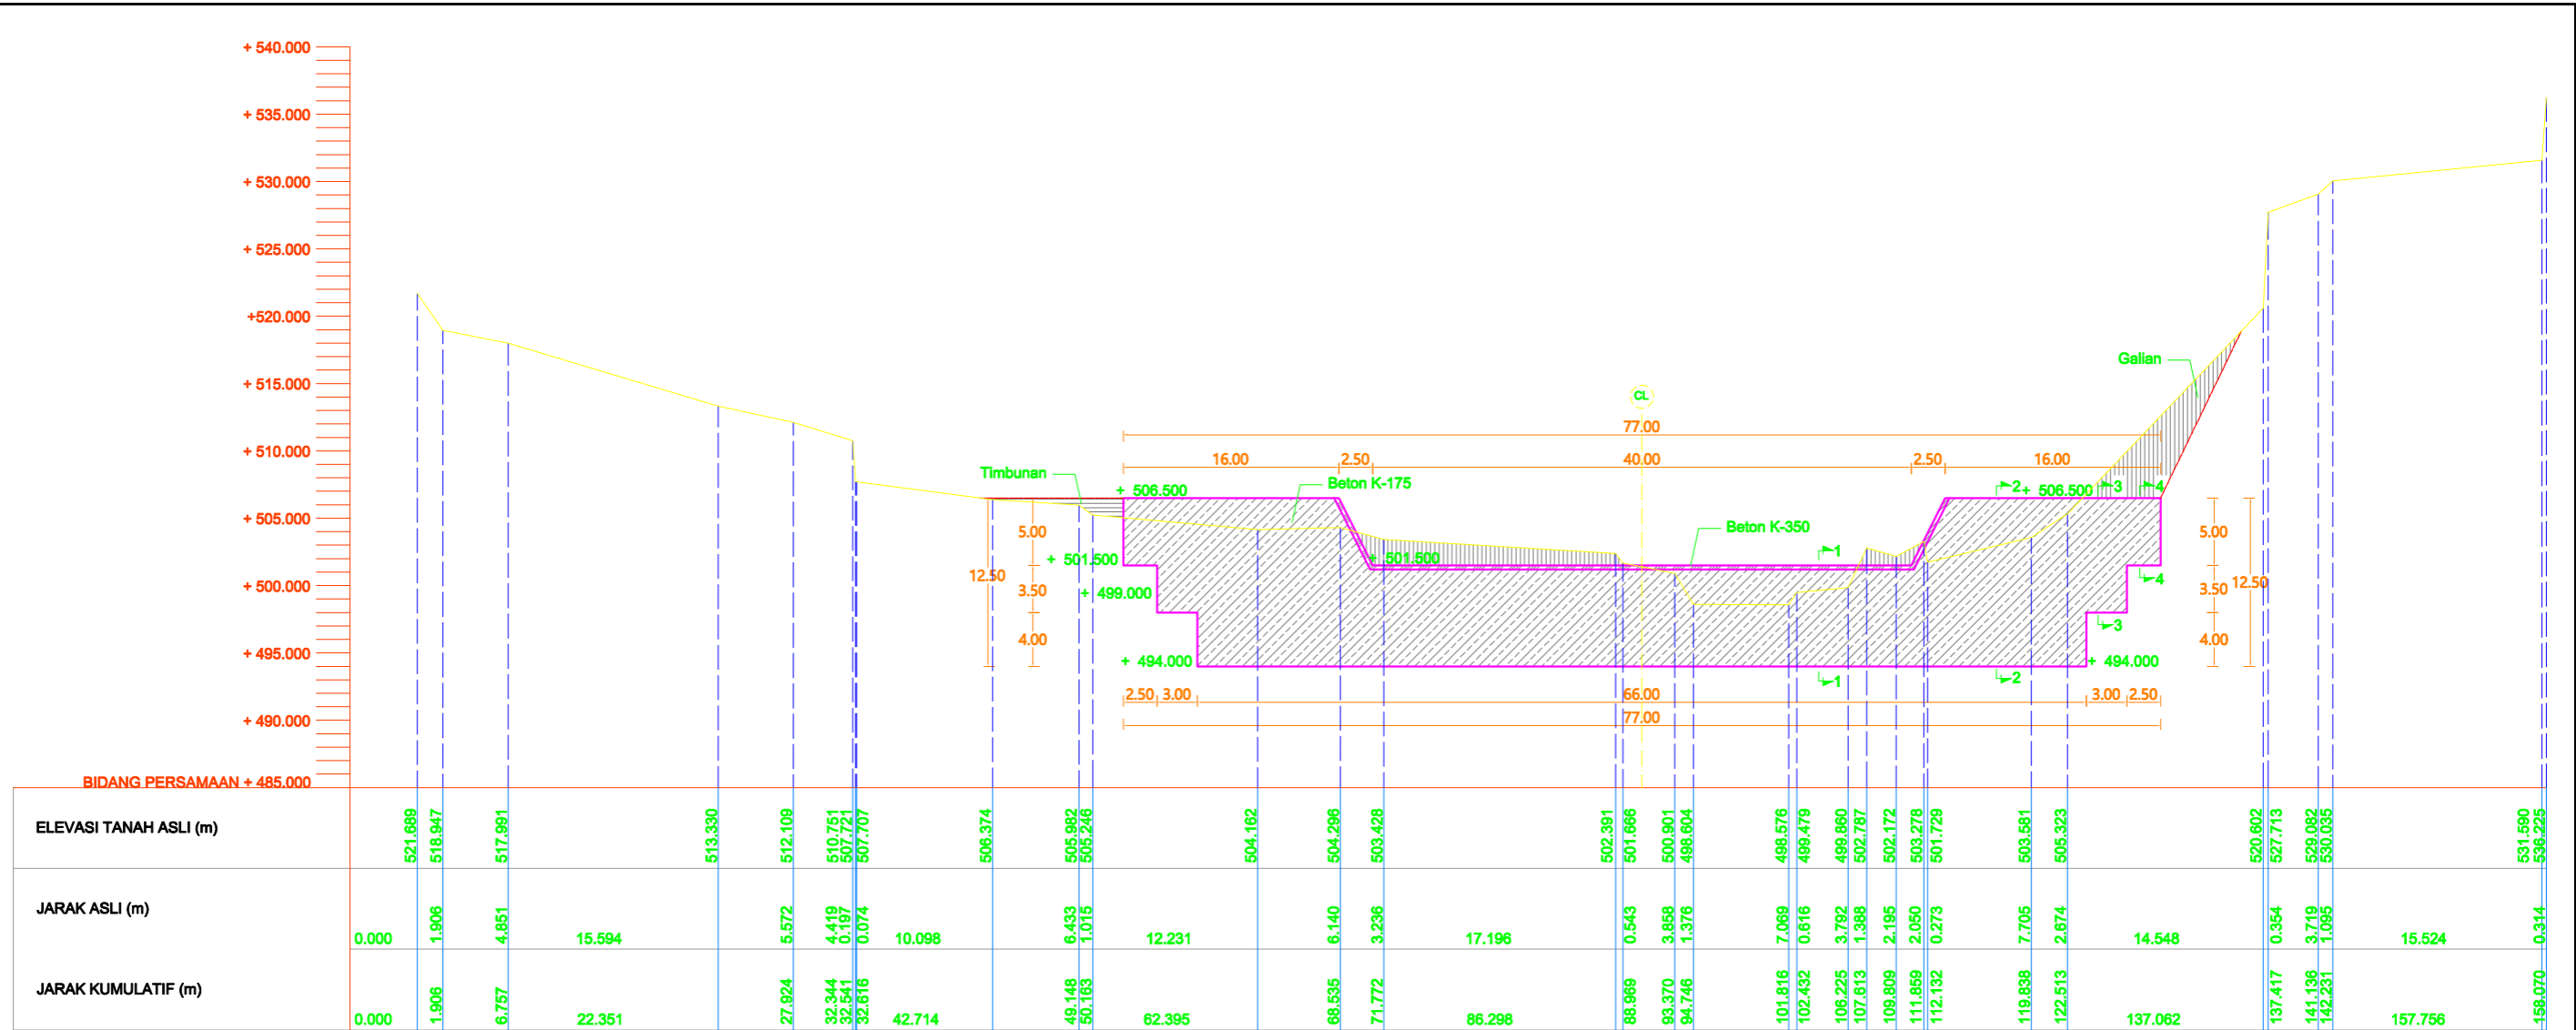 + 540.000
+ 535.000
+ 530.000
+ 525.000
+520.000
+ 515.000
+ 510.000
+ 505.000
+ 500.000
+ 495.000
+ 490.000
BIDANG PERSAMAAN + 485.000
Galian
CL
77.00
16.00 2.50 40.00 2.50 16.00
Timbunan
Beton K-175
+ 506.500
2 + 506.500 3 4
Beton K-350
5.00
5.00
+ 501.500
+ 501.500
1
12.50
3.50
+ 499.000
4
3.50 12.50
3
4.00
4.00
+ 494.000
+ 494.000
1
2
2.50 3.00 66.00 3.00 2.50
77.00
ELEVASI TANAH ASLI (m)
521.689 518.947 517.991 513.330 512.109 510.751 507.721 507.707 506.374 505.982 505.246 504.162 504.296 503.428 502.391 501.666 500.901 498.604 498.576 499.479 499.860 502.787 502.172 503.278 501.729 503.581 505.323 520.602 527.713 529.082 530.035 531.590 536.225
JARAK ASLI (m)
0.000 1.906 4.851 15.594 5.572 4.419 0.197 0.074 10.098 6.433 1.015 12.231 6.140 3.236 17.196 0.543 3.858 1.376 7.069 0.616 3.792 1.388 2.195 2.050 0.273 7.705 2.674 14.548 0.354 3.719 1.095 15.524 0.314
JARAK KUMULATIF (m)
0.000 1.906 6.757 22.351 27.924 32.344 32.541 32.616 42.714 49.148 50.163 62.395 68.535 71.772 86.298 88.969 93.370 94.746 101.816 102.432 106.225 107.613 109.809 111.859 112.132 119.838 122.513 137.062 137.417 141.136 142.231 157.756 158.070